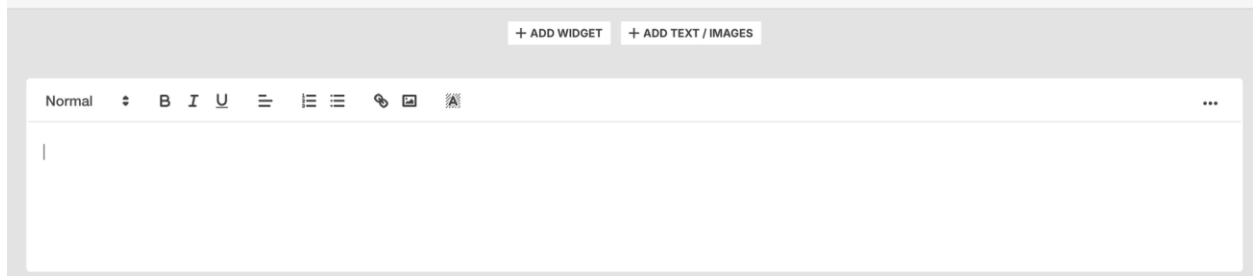 + ADD WIDGET + ADD TEXT / IMAGES
Normal B I U A